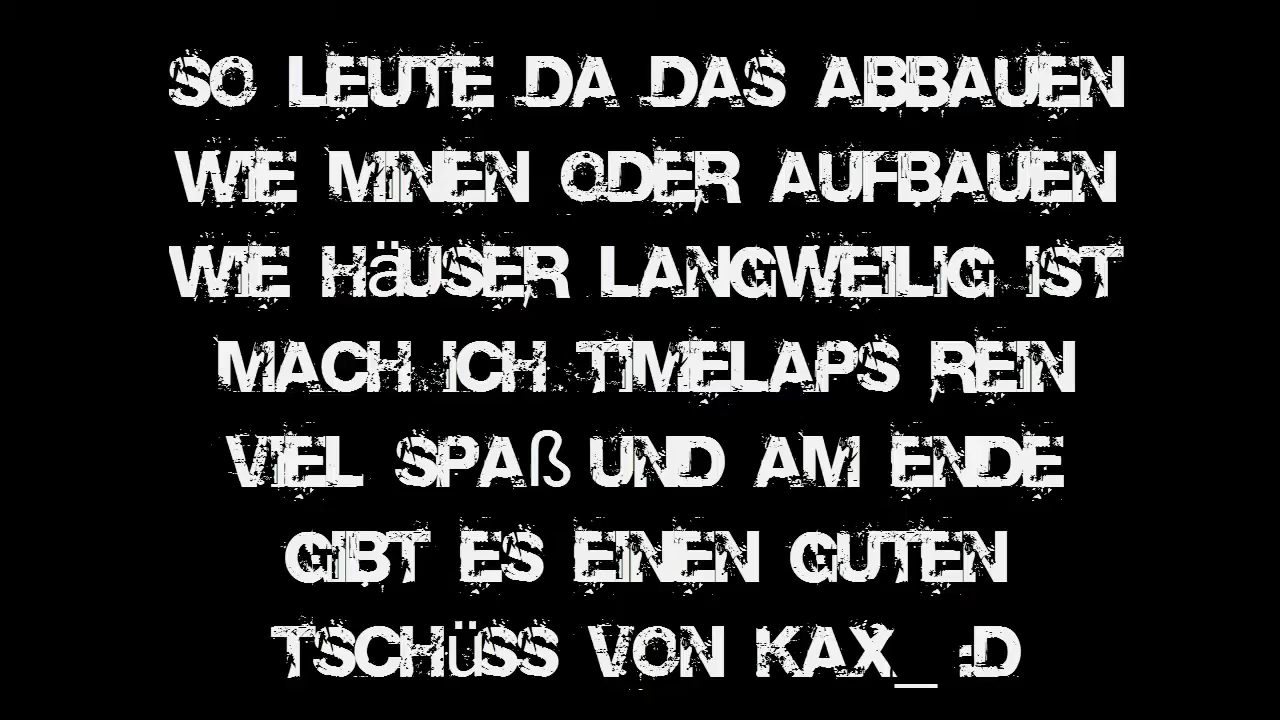 SO LEUTE DA DAS ABBAUEN
WIE MINEN ODER AUFBAUEN
WIE HäUSER LANGWEILIG IST
MACH ICH TIMELAPS REIN
VIEL SPAß UND AM ENDE
GIBT ES EINEN GUTEN
TSCHüSS VON KAX_ :D